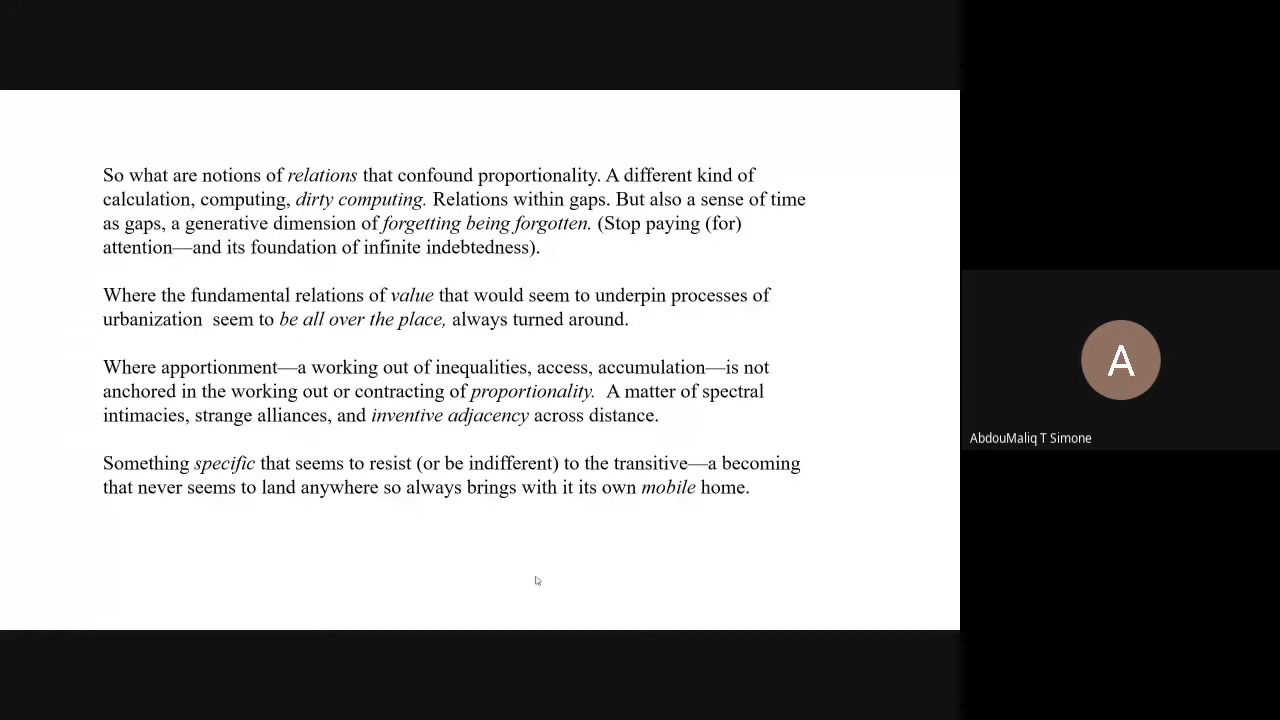 So what are notions of relations that confound proportionality. A different kind of
calculation, computing, dirty computing. Relations within gaps. But also a sense of time
as gaps, a generative dimension of forgetting being forgotten. (Stop paying (for)
attention—and its foundation of infinite indebtedness).
Where the fundamental relations of value that would seem to underpin processes of
urbanization  seem to be all over the place, always turned around.
Where apportionment—a working out of inequalities, access, accumulation—is not
anchored in the working out or contracting of proportionality.  A matter of spectral
intimacies, strange alliances, and inventive adjacency across distance.
Something specific that seems to resist (or be indifferent) to the transitive—a becoming
that never seems to land anywhere so always brings with it its own mobile home.
A
AbdouMaliq T Simone